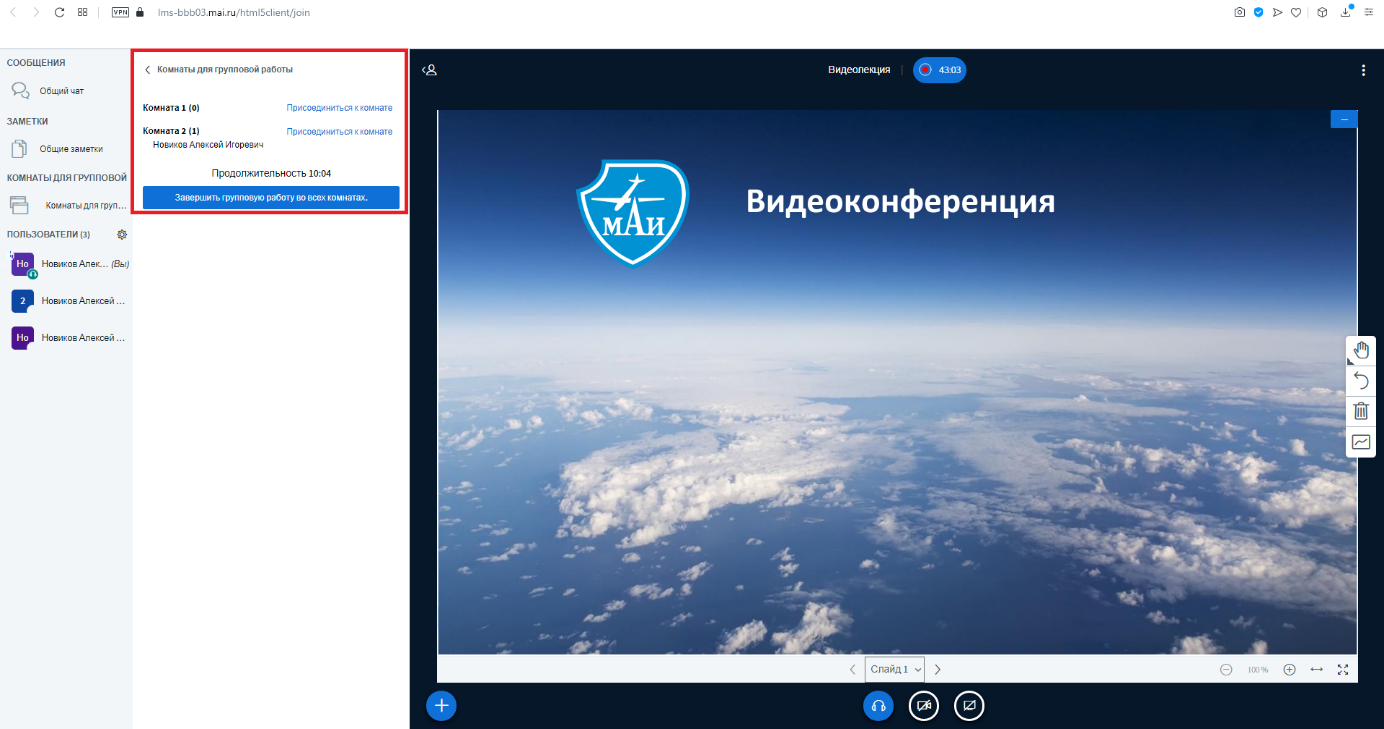 VPN
lms-bbb03.mai.ru/html5client/join
СООБЩЕНИЯ
Общий чат
ЗАМЕТКИ
Общие заметки
КОМНАТЫ ДЛЯ ГРУППОВОЙ
Комнаты для груп...
ПОЛЬЗОВАТЕЛИ (3)
Но Новиков Алек... (Вы)
2 Новиков Алексей ...
Но Новиков Алексей ...
Комнаты для групповой работы
Комната 1 (0) Присоединиться к комнате
Комната 2 (1) Присоединиться к комнате
Новиков Алексей Игоревич
Продолжительность 10:04
Завершить групповую работу во всех комнатах.
Видеолекция | 43:03
МАИ
Видеоконференция
Слайд 1
100 %